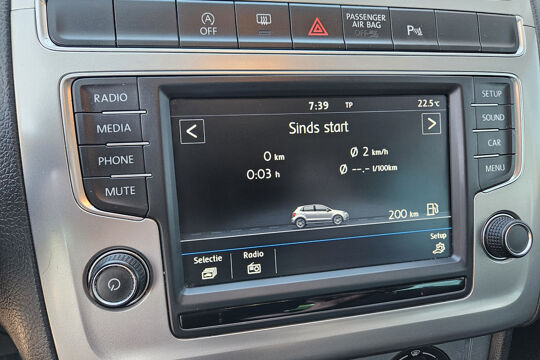 OFF
PASSENGER
AIR BAG
OFF
P
RADIO
MEDIA
PHONE
MUTE
7:39 TP 22.5°C
Sinds start
0 km Ø 2 km/h
0:03 h Ø --,- l/100km
200 km
Selectie Radio Setup
SETUP
SOUND
CAR
MENU